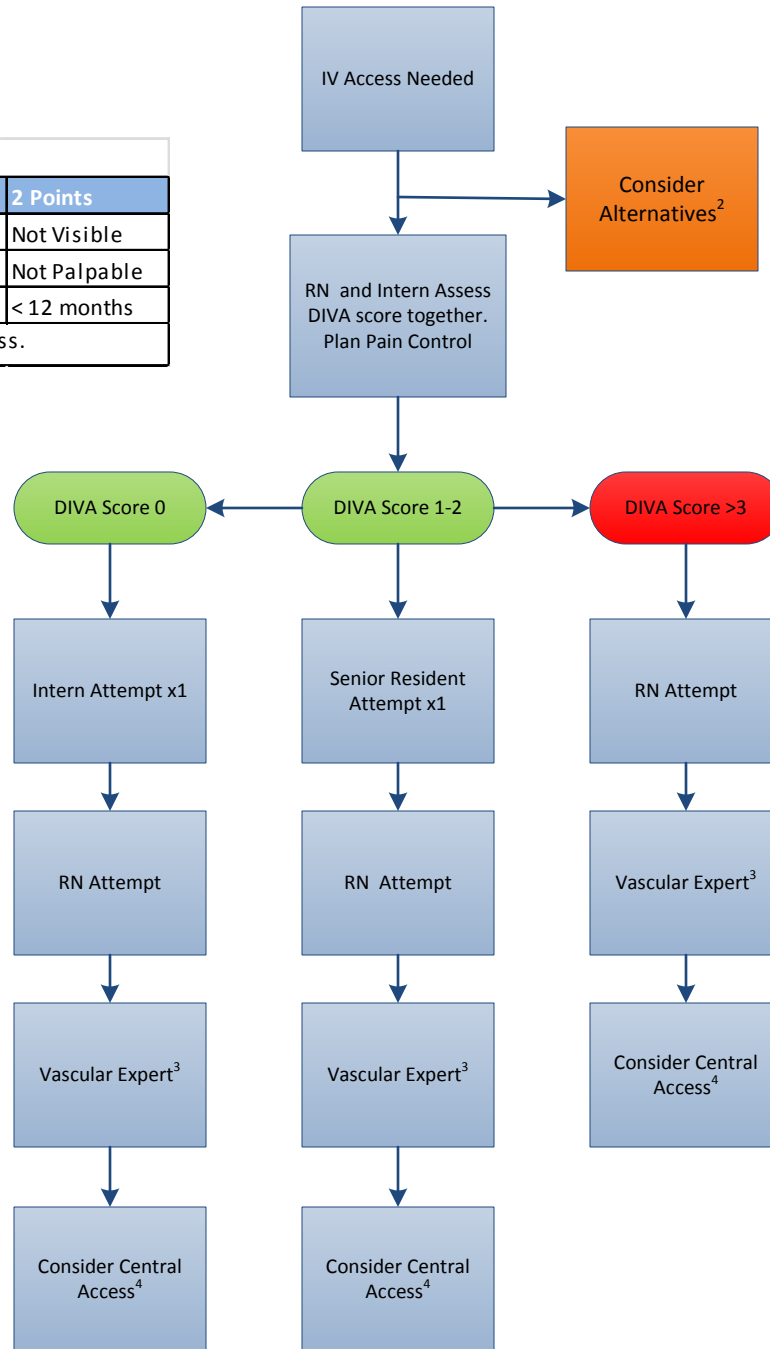 IV Access Needed
Consider
Alternatives2
2 Points
Not Visible
Not Palpable
< 12 months
ss.
RN and Intern Assess
DIVA score together.
Plan Pain Control
DIVA Score 0
DIVA Score 1-2
DIVA Score >3
Intern Attempt x1
Senior Resident
Attempt x1
RN Attempt
RN Attempt
RN Attempt
Vascular Expert3
Vascular Expert3
Vascular Expert3
Consider Central
Access4
Consider Central
Access4
Consider Central
Access4